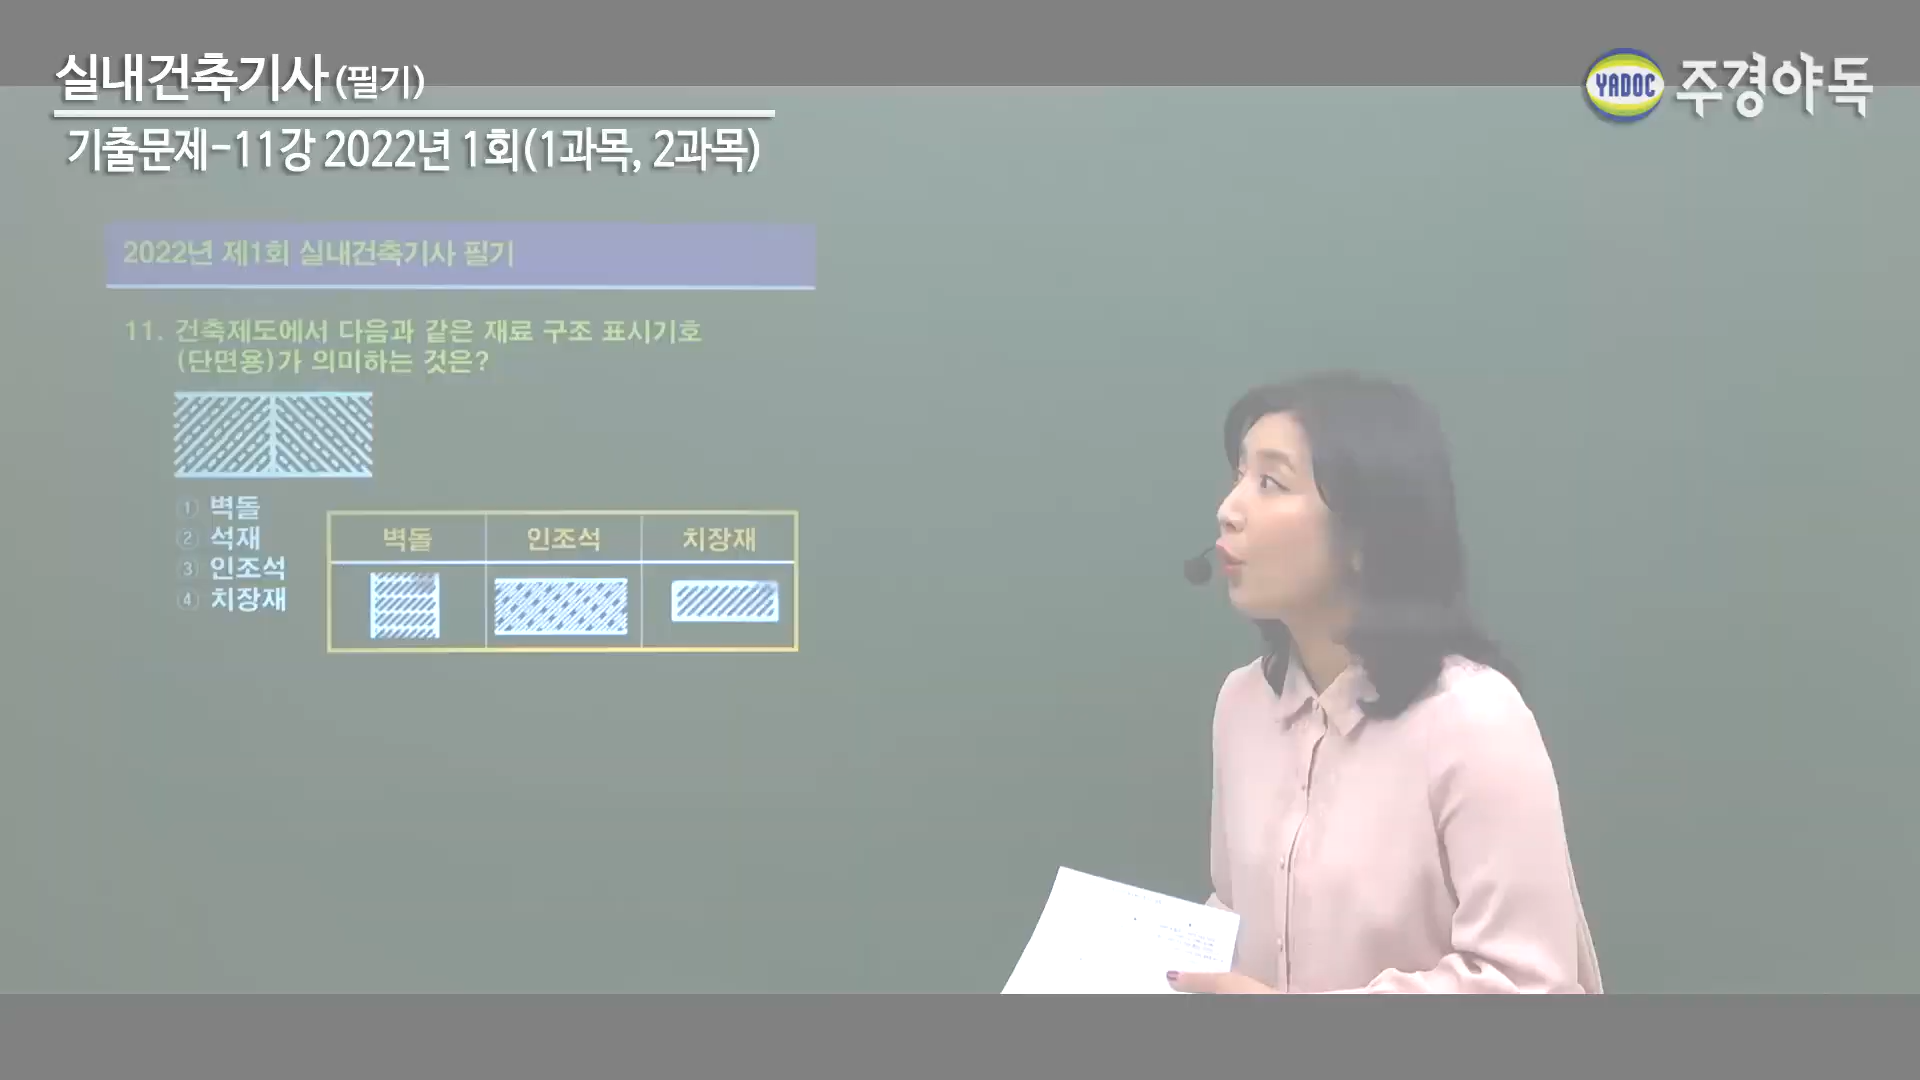 실내건축기사(필기)
기출문제-11강 2022년 1회(1과목, 2과목)
YADOC 주경야독
2022년 제1회 실내건축기사 필기
11. 건축제도에서 다음과 같은 재료 구조 표시기호
(단면용)가 의미하는 것은?
① 벽돌
② 석재
③ 인조석
④ 치장재
벽돌 인조석 치장재